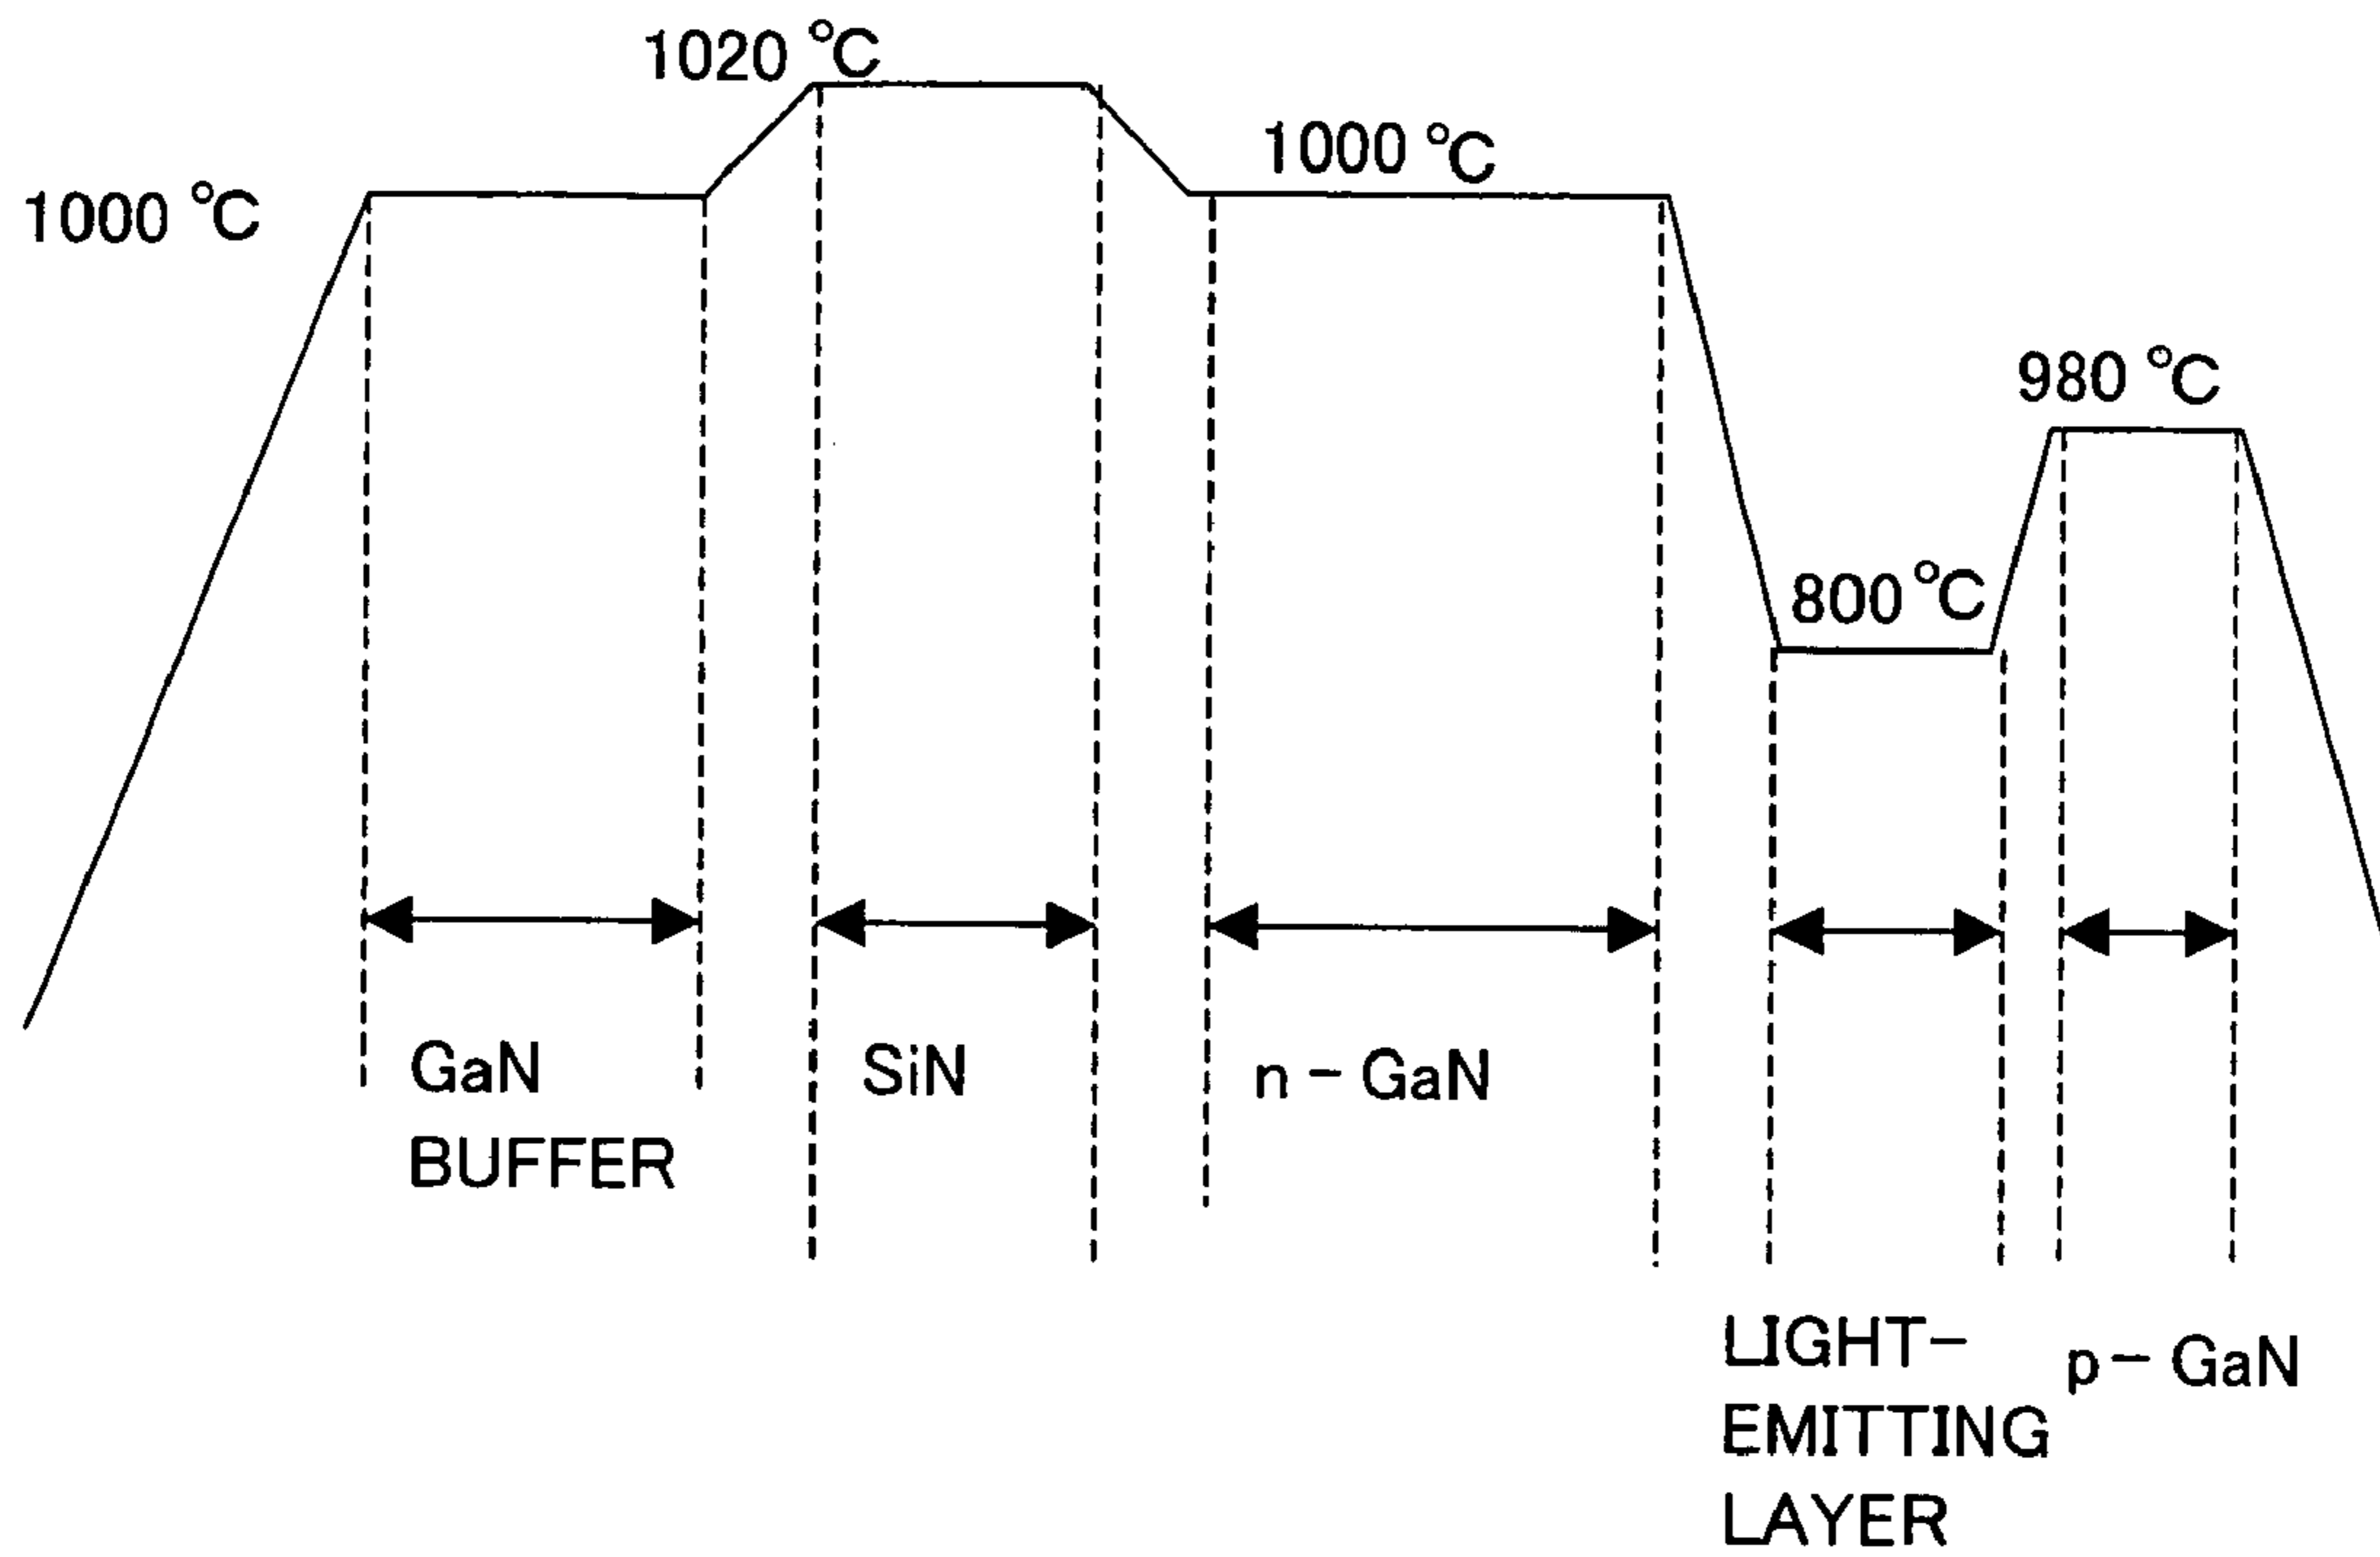 1020 °C
1000 °C
1000 °C
980 °C
800 °C
GaN
BUFFER
SiN
n - GaN
LIGHT-
EMITTING
LAYER
p - GaN